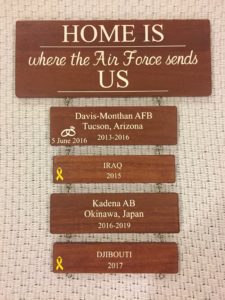 HOME IS
where the Air Force sends
US
Davis-Monthan AFB
Tucson, Arizona
5 June 2016
2013-2016
IRAQ
2015
Kadena AB
Okinawa, Japan
2016-2019
DJIBOUTI
2017